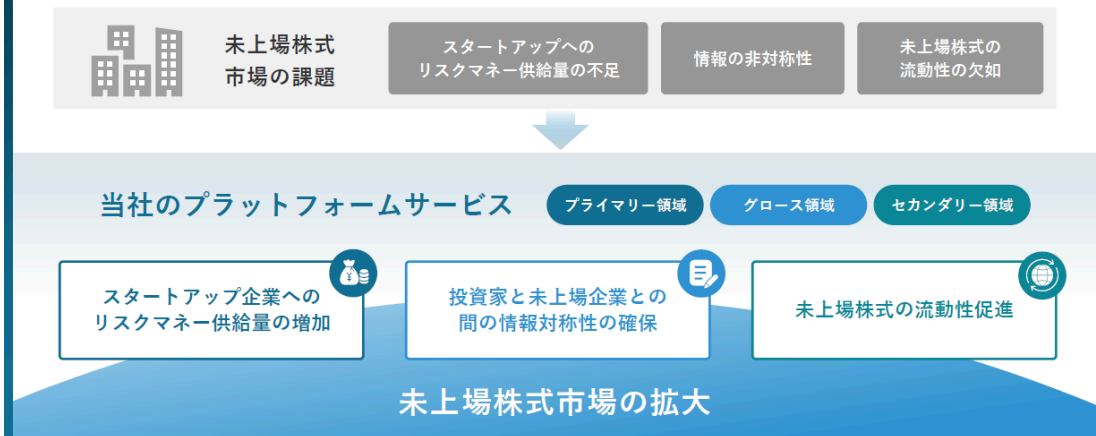 未上場株式
市場の課題
スタートアップへの
リスクマネー供給量の不足
情報の非対称性
未上場株式の
流動性の欠如
当社のプラットフォームサービス
プライマリー領域
グロース領域
セカンダリー領域
¥
スタートアップ企業への
リスクマネー供給量の増加
投資家と未上場企業との
間の情報対称性の確保
未上場株式の流動性促進
未上場株式市場の拡大